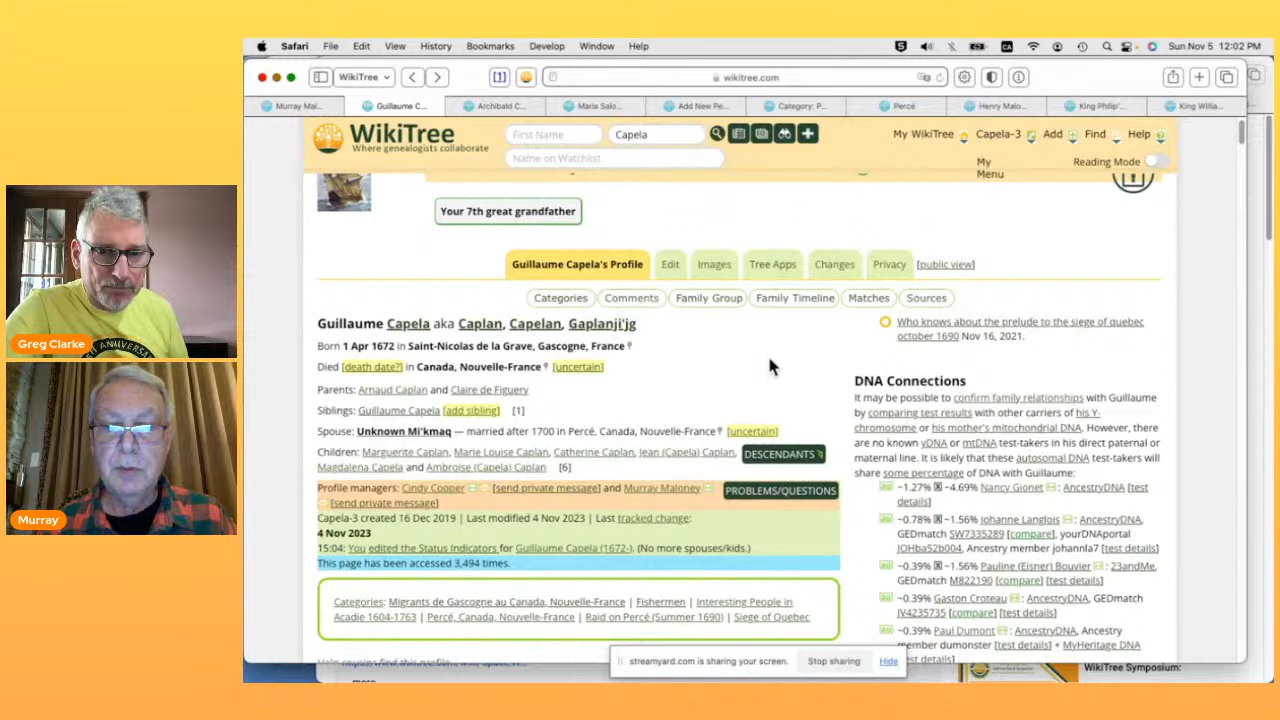 Safari File Edit View History Bookmarks Develop Window Help Sun Nov 5 12:02 PM
WikiTree wikitree.com
Murray Mal... Guillaume C... Archibald C... Maria Salo... Add New Pe... Category: P... Percé Henry Malo... King Philip'... King Willia...
WikiTree
Where genealogists collaborate
First Name Capela
Name on Watchlist
My WikiTree Capela-3 Add Find Help
My Menu
Reading Mode
Your 7th great grandfather
Guillaume Capela's Profile Edit Images Tree Apps Changes Privacy [public view]
Categories Comments Family Group Family Timeline Matches Sources
Guillaume Capela aka Caplan, Capelan, Gaplanji'jg
Born 1 Apr 1672 in Saint-Nicolas de la Grave, Gascogne, France
Died [death date?] in Canada, Nouvelle-France [uncertain]
Parents: Arnaud Caplan and Claire de Figuery
Siblings: Guillaume Capela [add sibling] [1]
Spouse: Unknown Mi'kmaq — married after 1700 in Percé, Canada, Nouvelle-France [uncertain]
Children: Marguerite Caplan, Marie Louise Caplan, Catherine Caplan, Jean (Capela) Caplan,
Magdalena Capela and Ambroise (Capela) Caplan [6]
DESCENDANTS
Profile managers: Cindy Cooper [send private message] and Murray Maloney
[send private message]
PROBLEMS/QUESTIONS
Capela-3 created 16 Dec 2019 | Last modified 4 Nov 2023 | Last tracked change:
4 Nov 2023
15:04: You edited the Status Indicators for Guillaume Capela (1672-). (No more spouses/kids.)
This page has been accessed 3,494 times.
Categories: Migrants de Gascogne au Canada, Nouvelle-France | Fishermen | Interesting People in
Acadie 1604-1763 | Percé, Canada, Nouvelle-France | Raid on Percé (Summer 1690) | Siege of Quebec
Who knows about the prelude to the siege of quebec
october 1690 Nov 16, 2021.
DNA Connections
It may be possible to confirm family relationships with Guillaume
by comparing test results with other carriers of his Y-
chromosome or his mother's mitochondrial DNA. However, there
are no known yDNA or mtDNA test-takers in his direct paternal or
maternal line. It is likely that these autosomal DNA test-takers will
share some percentage of DNA with Guillaume:
~1.27% ~4.69% Nancy Gionet : AncestryDNA [test
details]
~0.78% ~1.56% Johanne Langlois : AncestryDNA,
GEDmatch SW7335289 [compare], yourDNAportal
JOHba52b004, Ancestry member johannla7 [test details]
~0.39% ~1.56% Pauline (Eisner) Bouvier : 23andMe,
GEDmatch M822190 [compare] [test details]
~0.39% Gaston Croteau : AncestryDNA, GEDmatch
JV4235735 [compare] [test details]
~0.39% Paul Dumont : AncestryDNA, Ancestry
member dumonster [test details] + MyHeritage DNA
[test details]
streamyard.com is sharing your screen. Stop sharing Hide
more
WikiTree Symposium:
Greg Clarke
Murray